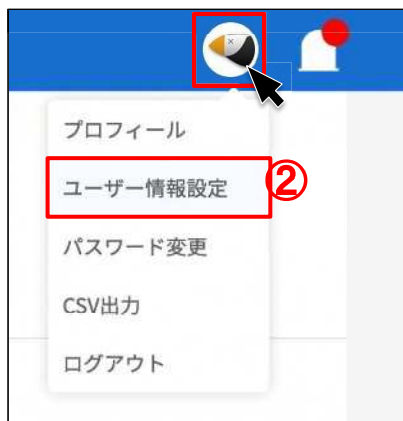 プロフィール
ユーザー情報設定 ②
パスワード変更
CSV出力
ログアウト